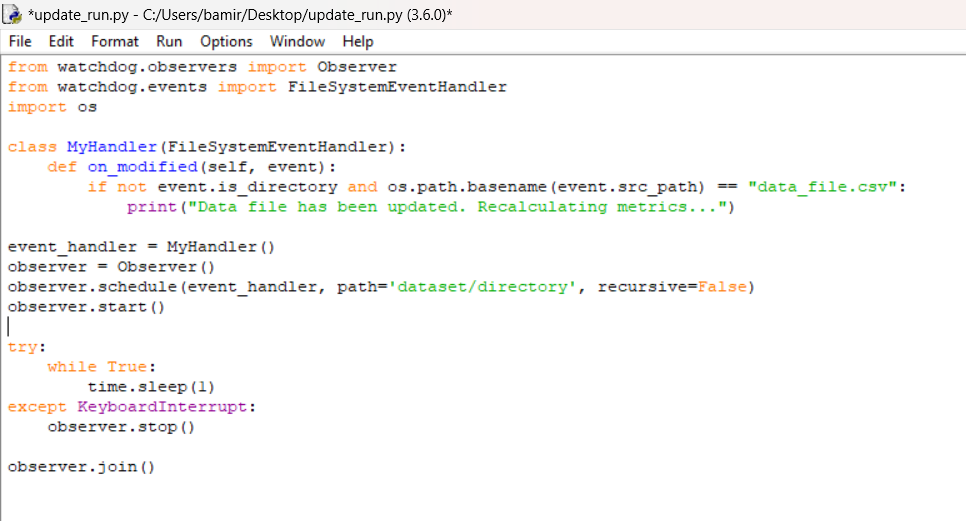 *update_run.py - C:/Users/bamir/Desktop/update_run.py (3.6.0)*
File Edit Format Run Options Window Help
from watchdog.observers import Observer
from watchdog.events import FileSystemEventHandler
import os
class MyHandler(FileSystemEventHandler):
    def on_modified(self, event):
        if not event.is_directory and os.path.basename(event.src_path) == "data_file.csv":
            print("Data file has been updated. Recalculating metrics...")
event_handler = MyHandler()
observer = Observer()
observer.schedule(event_handler, path='dataset/directory', recursive=False)
observer.start()
try:
    while True:
        time.sleep(1)
except KeyboardInterrupt:
    observer.stop()
observer.join()